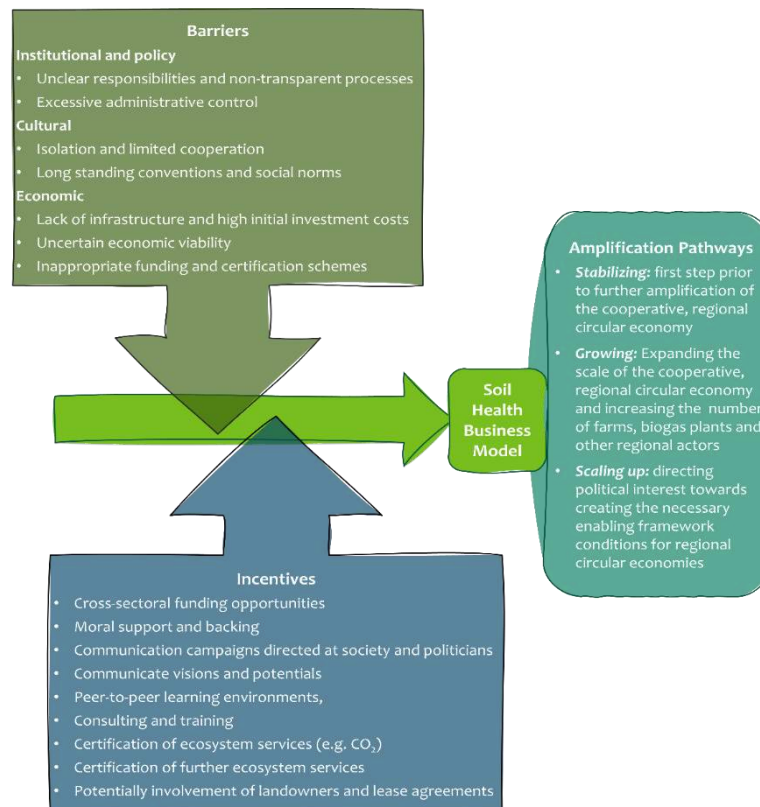 Barriers
Institutional and policy
• Unclear responsibilities and non-transparent processes
• Excessive administrative control
Cultural
• Isolation and limited cooperation
• Long standing conventions and social norms
Economic
• Lack of infrastructure and high initial investment costs
• Uncertain economic viability
• Inappropriate funding and certification schemes
Soil
Health
Business
Model
Amplification Pathways
• Stabilizing: first step prior
to further amplification of
the cooperative, regional
circular economy
• Growing: Expanding the
scale of the cooperative,
regional circular economy
and increasing the number
of farms, biogas plants and
other regional actors
• Scaling up: directing
political interest towards
creating the necessary
enabling framework
conditions for regional
circular economies
Incentives
• Cross-sectoral funding opportunities
• Moral support and backing
• Communication campaigns directed at society and politicians
• Communicate visions and potentials
• Peer-to-peer learning environments,
• Consulting and training
• Certification of ecosystem services (e.g. CO₂)
• Certification of further ecosystem services
• Potentially involvement of landowners and lease agreements